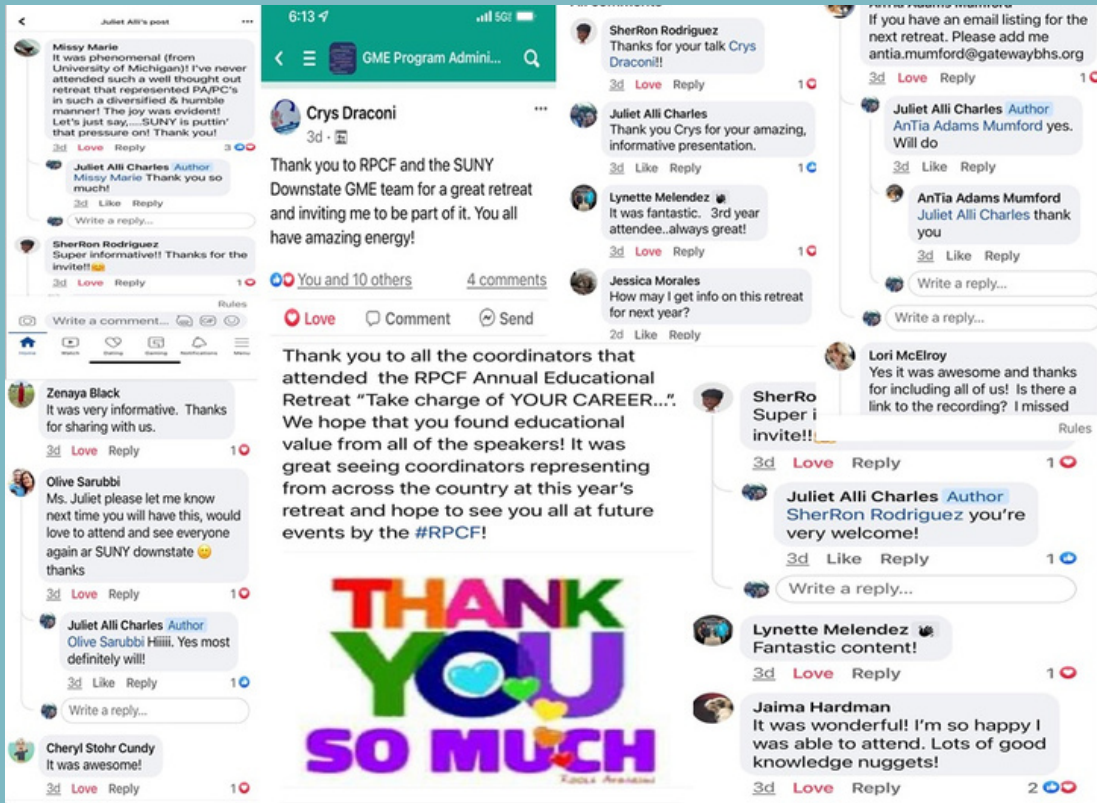 Juliet Alli's post
Missy Marie
It was phenomenal (from
University of Michigan)! I've never
attended such a well thought out
retreat that represented PA/PC's
in such a diversified & humble
manner! The joy was evident!
Let's just say,....SUNY is puttin'
that pressure on! Thank you!
3d Love Reply 3
Juliet Alli Charles Author
Missy Marie Thank you so
much!
3d Like Reply
Write a reply...
SherRon Rodriguez
Super informative!! Thanks for the
invite!!
3d Love Reply 1
Rules
Write a comment... GIF
Home Watch Dating Gaming Notifications Menu
Zenaya Black
It was very informative. Thanks
for sharing with us.
3d Love Reply 1
Olive Sarubbi
Ms. Juliet please let me know
next time you will have this, would
love to attend and see everyone
again ar SUNY downstate
thanks
3d Love Reply 1
Juliet Alli Charles Author
Olive Sarubbi Hiiiii. Yes most
definitely will!
3d Like Reply 1
Write a reply...
Cheryl Stohr Cundy
It was awesome!
3d Love Reply 1
6:13 5G
GME Program Admini...
Crys Draconi
3d
Thank you to RPCF and the SUNY
Downstate GME team for a great retreat
and inviting me to be part of it. You all
have amazing energy!
You and 10 others 4 comments
Love Comment Send
Thank you to all the coordinators that
attended the RPCF Annual Educational
Retreat “Take charge of YOUR CAREER...”.
We hope that you found educational
value from all of the speakers! It was
great seeing coordinators representing
from across the country at this year's
retreat and hope to see you all at future
events by the #RPCF!
THANK
YOU
SO MUCH
SherRon Rodriguez
Thanks for your talk Crys
Draconi!!
3d Love Reply 1
Juliet Alli Charles
Thank you Crys for your amazing,
informative presentation.
3d Like Reply 1
Lynette Melendez
It was fantastic. 3rd year
attendee..always great!
3d Love Reply 1
Jessica Morales
How may I get info on this retreat
for next year?
2d Like Reply
AnTia Adams Mumford
If you have an email listing for the
next retreat. Please add me
antia.mumford@gatewaybhs.org
3d Love Reply 1
Juliet Alli Charles Author
AnTia Adams Mumford yes.
Will do
3d Like Reply
AnTia Adams Mumford
Juliet Alli Charles thank
you
3d Like Reply
Write a reply...
Write a reply...
Lori McElroy
Yes it was awesome and thanks
for including all of us! Is there a
link to the recording? I missed
Rules
SherRo
Super i
invite!!
3d Love Reply 1
Juliet Alli Charles Author
SherRon Rodriguez you're
very welcome!
3d Like Reply 1
Write a reply...
Lynette Melendez
Fantastic content!
3d Love Reply 1
Jaima Hardman
It was wonderful! I'm so happy I
was able to attend. Lots of good
knowledge nuggets!
3d Love Reply 2